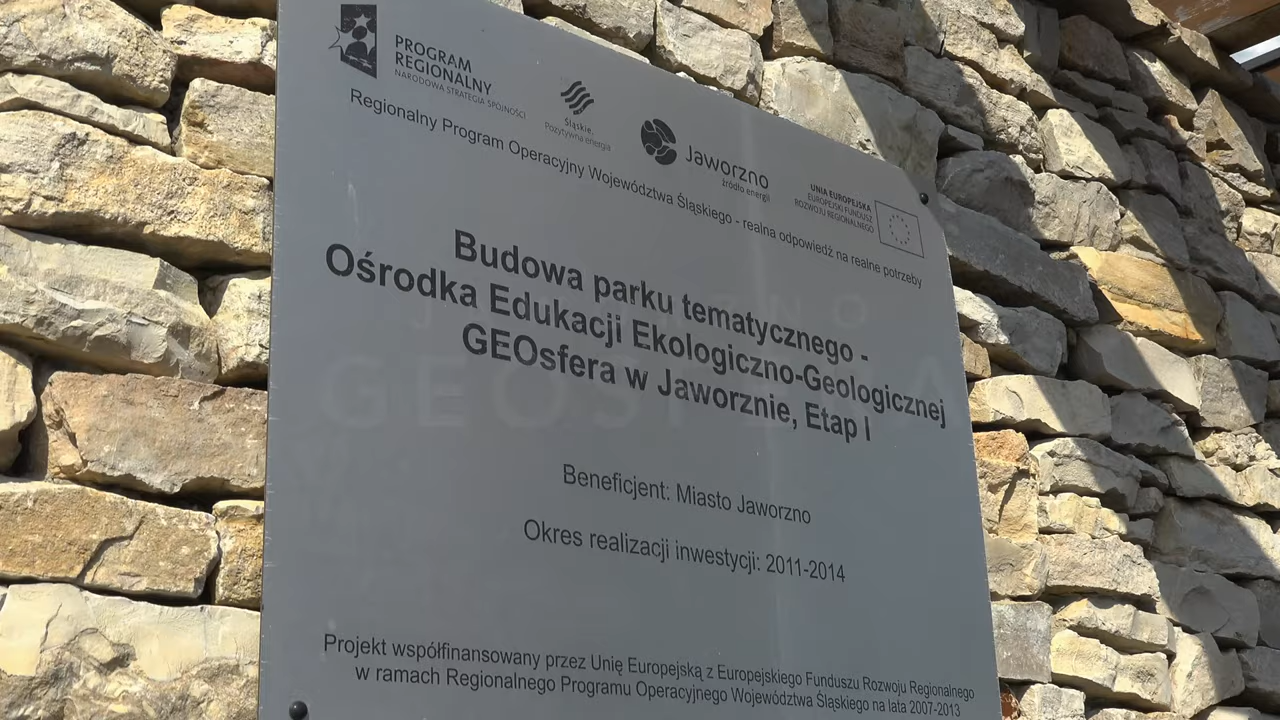 PROGRAM
REGIONALNY
NARODOWA STRATEGIA SPÓJNOŚCI
Śląskie.
Pozytywna energia
Jaworzno
źródło energii
UNIA EUROPEJSKA
EUROPEJSKI FUNDUSZ
ROZWOJU REGIONALNEGO
Regionalny Program Operacyjny Województwa Śląskiego - realna odpowiedź na realne potrzeby
Budowa parku tematycznego -
Ośrodka Edukacji Ekologiczno-Geologicznej
GEOsfera w Jaworznie, Etap I
JAWORZNO
GEOSFERA
Beneficjent: Miasto Jaworzno
Okres realizacji inwestycji: 2011-2014
Projekt współfinansowany przez Unię Europejską z Europejskiego Funduszu Rozwoju Regionalnego
w ramach Regionalnego Programu Operacyjnego Województwa Śląskiego na lata 2007-2013